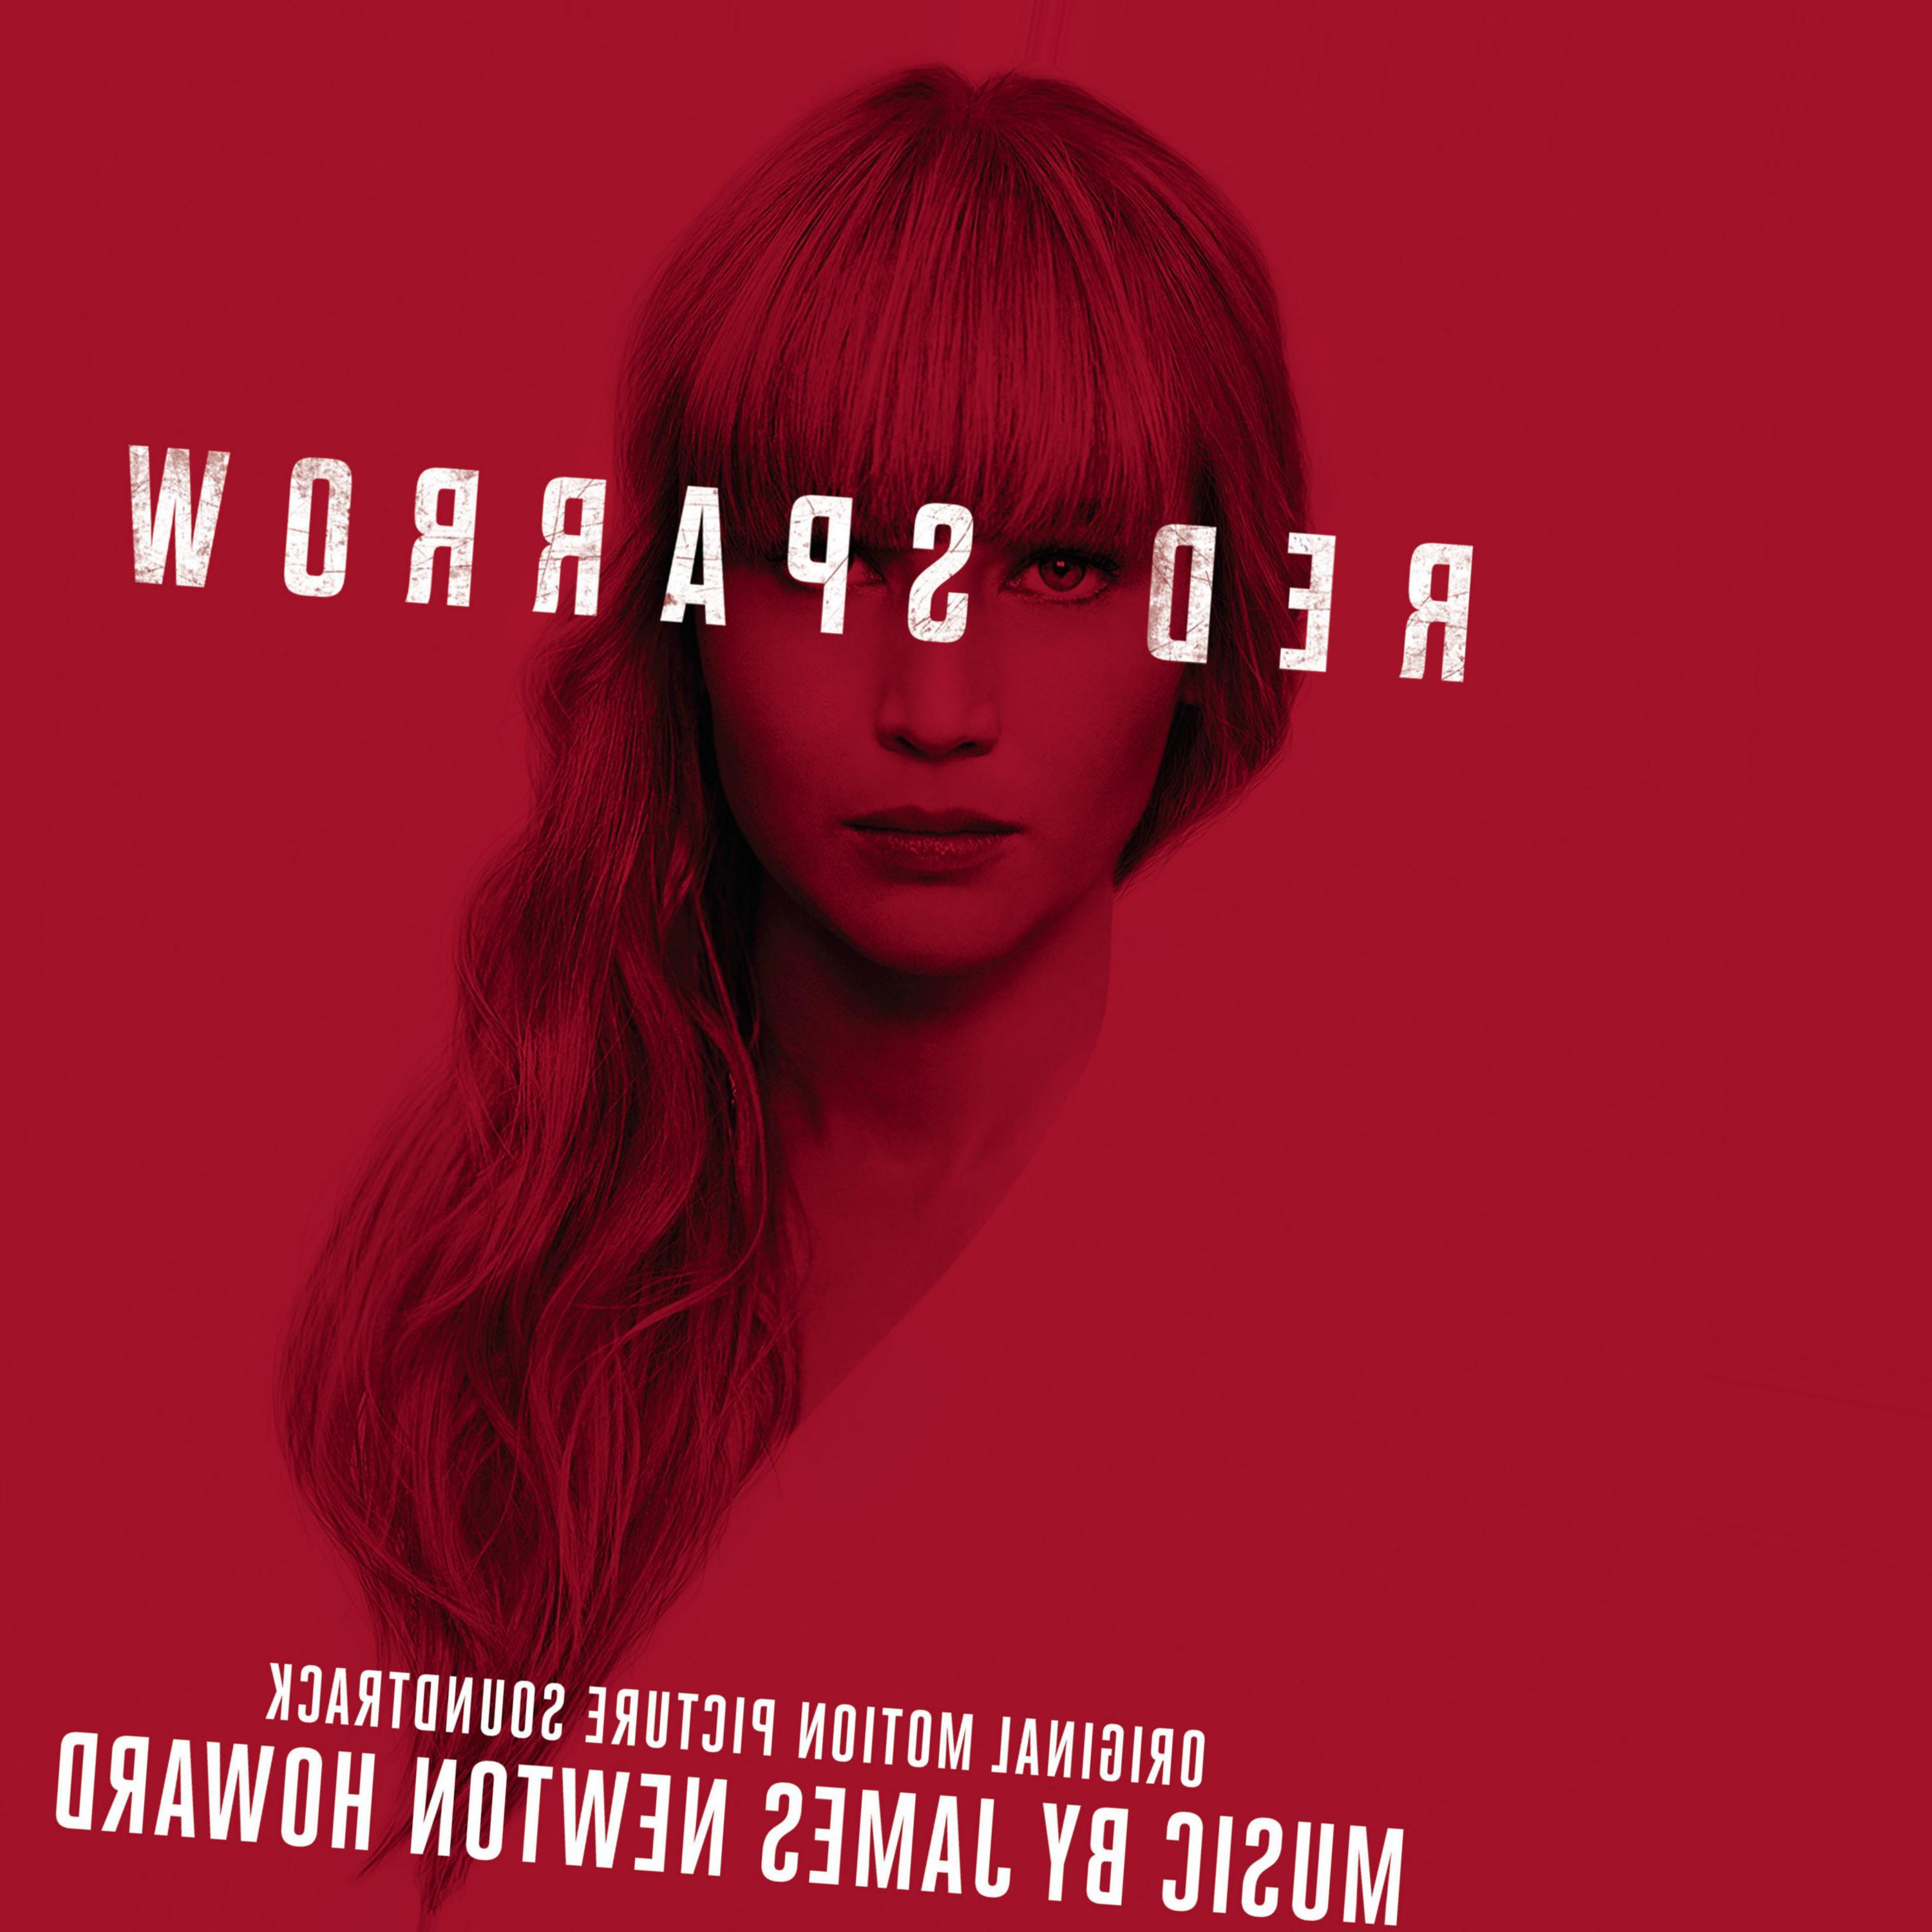 RED SPARROW
ORIGINAL MOTION PICTURE SOUNDTRACK
MUSIC BY JAMES NEWTON HOWARD